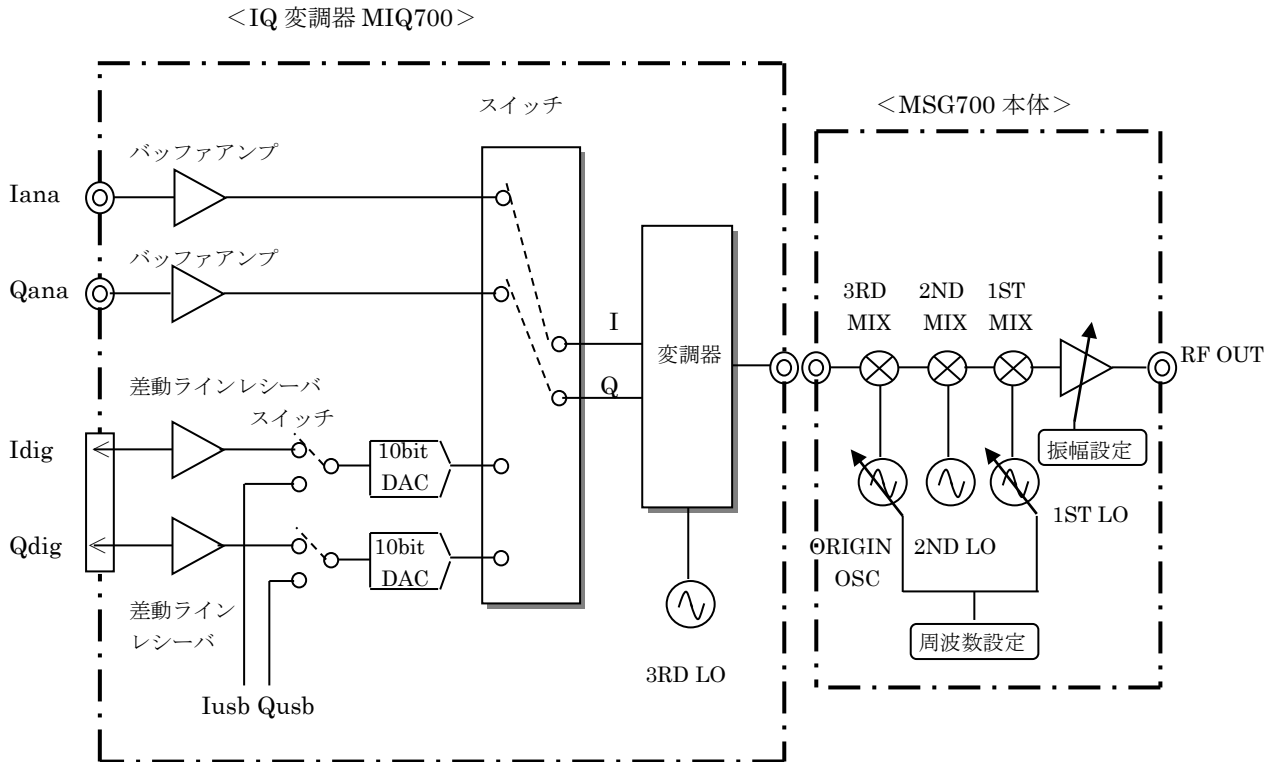 ＜IQ 変調器 MIQ700＞
スイッチ
＜MSG700 本体＞
バッファアンプ
Iana
バッファアンプ
Qana
I
Q
変調器
3RD
MIX
2ND
MIX
1ST
MIX
RF OUT
振幅設定
差動ラインレシーバ
スイッチ
Idig
10bit
DAC
Qdig
10bit
DAC
差動ライン
レシーバ
Iusb Qusb
3RD LO
ORIGIN
OSC
2ND LO
1ST LO
周波数設定